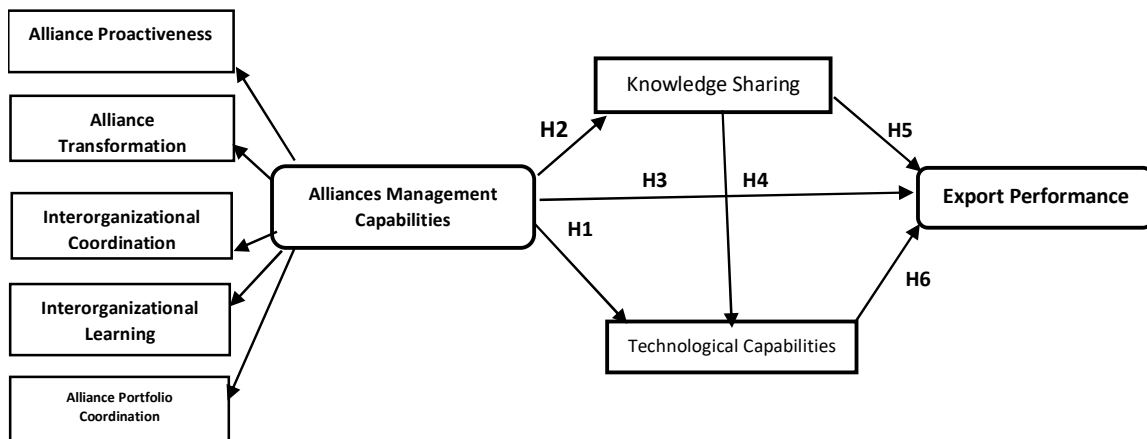 Alliance Proactiveness
Alliance
Transformation
Interorganizational
Coordination
Interorganizational
Learning
Alliance Portfolio
Coordination
Alliances Management
Capabilities
H2
H3
H1
Knowledge Sharing
H4
H5
H6
Technological Capabilities
Export Performance